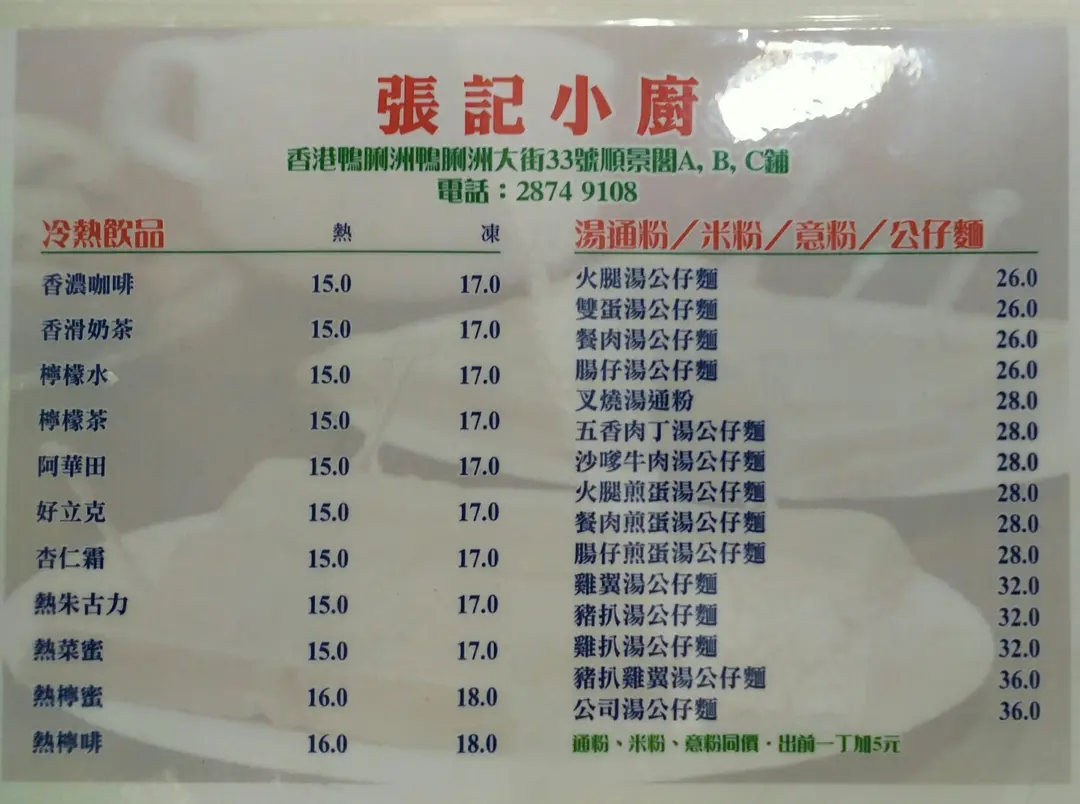 張記小廚
香港鴨脷洲鴨脷洲大街33號順景閣A, B, C鋪
電話：2874 9108
冷熱飲品 熱 凍
香濃咖啡 15.0 17.0
香滑奶茶 15.0 17.0
檸檬水 15.0 17.0
檸檬茶 15.0 17.0
阿華田 15.0 17.0
好立克 15.0 17.0
杏仁霜 15.0 17.0
熱朱古力 15.0 17.0
熱菜蜜 15.0 17.0
熱檸蜜 16.0 18.0
熱檸啡 16.0 18.0
湯通粉／米粉／意粉／公仔麵
火腿湯公仔麵 26.0
雙蛋湯公仔麵 26.0
餐肉湯公仔麵 26.0
腸仔湯公仔麵 26.0
叉燒湯通粉 28.0
五香肉丁湯公仔麵 28.0
沙嗲牛肉湯公仔麵 28.0
火腿煎蛋湯公仔麵 28.0
餐肉煎蛋湯公仔麵 28.0
腸仔煎蛋湯公仔麵 28.0
雞翼湯公仔麵 32.0
豬扒湯公仔麵 32.0
雞扒湯公仔麵 32.0
豬扒雞翼湯公仔麵 36.0
公司湯公仔麵 36.0
通粉、米粉、意粉同價．出前一丁加5元